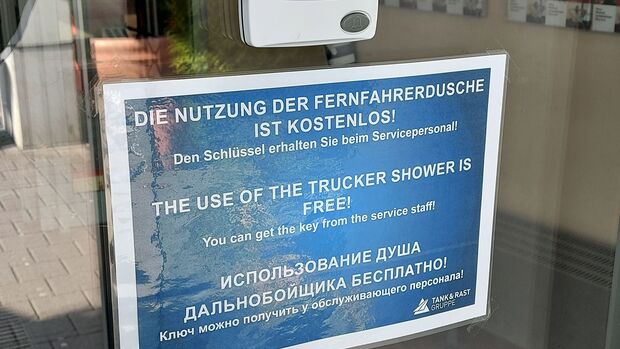 DIE NUTZUNG DER FERNFAHRERDUSCHE
IST KOSTENLOS!
Den Schlüssel erhalten Sie beim Servicepersonal!
THE USE OF THE TRUCKER SHOWER IS
FREE!
You can get the key from the service staff!
ИСПОЛЬЗОВАНИЕ ДУША
ДАЛЬНОБОЙЩИКА БЕСПЛАТНО!
Ключ можно получить у обслуживающего персонала!
TANK & RAST
GRUPPE